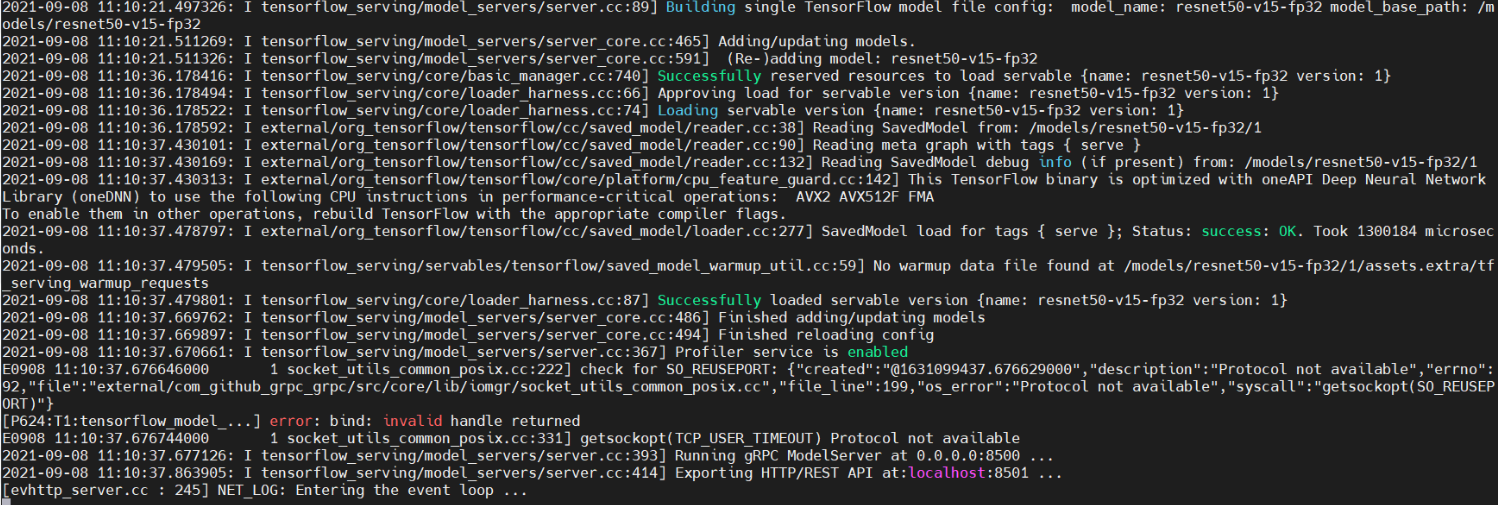 2021-09-08 11:10:21.497326: I tensorflow_serving/model_servers/server.cc:89] Building single TensorFlow model file config:  model_name: resnet50-v15-fp32 model_base_path: /m
odels/resnet50-v15-fp32
2021-09-08 11:10:21.511269: I tensorflow_serving/model_servers/server_core.cc:465] Adding/updating models.
2021-09-08 11:10:21.511326: I tensorflow_serving/model_servers/server_core.cc:591]  (Re-)adding model: resnet50-v15-fp32
2021-09-08 11:10:36.178416: I tensorflow_serving/core/basic_manager.cc:740] Successfully reserved resources to load servable {name: resnet50-v15-fp32 version: 1}
2021-09-08 11:10:36.178494: I tensorflow_serving/core/loader_harness.cc:66] Approving load for servable version {name: resnet50-v15-fp32 version: 1}
2021-09-08 11:10:36.178522: I tensorflow_serving/core/loader_harness.cc:74] Loading servable version {name: resnet50-v15-fp32 version: 1}
2021-09-08 11:10:36.178592: I external/org_tensorflow/tensorflow/cc/saved_model/reader.cc:38] Reading SavedModel from: /models/resnet50-v15-fp32/1
2021-09-08 11:10:37.430101: I external/org_tensorflow/tensorflow/cc/saved_model/reader.cc:90] Reading meta graph with tags { serve }
2021-09-08 11:10:37.430169: I external/org_tensorflow/tensorflow/cc/saved_model/reader.cc:132] Reading SavedModel debug info (if present) from: /models/resnet50-v15-fp32/1
2021-09-08 11:10:37.430313: I external/org_tensorflow/tensorflow/core/platform/cpu_feature_guard.cc:142] This TensorFlow binary is optimized with oneAPI Deep Neural Network
Library (oneDNN) to use the following CPU instructions in performance-critical operations:  AVX2 AVX512F FMA
To enable them in other operations, rebuild TensorFlow with the appropriate compiler flags.
2021-09-08 11:10:37.478797: I external/org_tensorflow/tensorflow/cc/saved_model/loader.cc:277] SavedModel load for tags { serve }; Status: success: OK. Took 1300184 microsec
onds.
2021-09-08 11:10:37.479505: I tensorflow_serving/servables/tensorflow/saved_model_warmup_util.cc:59] No warmup data file found at /models/resnet50-v15-fp32/1/assets.extra/tf
_serving_warmup_requests
2021-09-08 11:10:37.479801: I tensorflow_serving/core/loader_harness.cc:87] Successfully loaded servable version {name: resnet50-v15-fp32 version: 1}
2021-09-08 11:10:37.669762: I tensorflow_serving/model_servers/server_core.cc:486] Finished adding/updating models
2021-09-08 11:10:37.669897: I tensorflow_serving/model_servers/server_core.cc:494] Finished reloading config
2021-09-08 11:10:37.670661: I tensorflow_serving/model_servers/server.cc:367] Profiler service is enabled
E0908 11:10:37.676646000       1 socket_utils_common_posix.cc:222] check for SO_REUSEPORT: {"created":"@1631099437.676629000","description":"Protocol not available","errno":
92,"file":"external/com_github_grpc_grpc/src/core/lib/iomgr/socket_utils_common_posix.cc","file_line":199,"os_error":"Protocol not available","syscall":"getsockopt(SO_REUSEP
ORT)"}
[P624:T1:tensorflow_model_...] error: bind: invalid handle returned
E0908 11:10:37.676744000       1 socket_utils_common_posix.cc:331] getsockopt(TCP_USER_TIMEOUT) Protocol not available
2021-09-08 11:10:37.677126: I tensorflow_serving/model_servers/server.cc:393] Running gRPC ModelServer at 0.0.0.0:8500 ...
2021-09-08 11:10:37.863905: I tensorflow_serving/model_servers/server.cc:414] Exporting HTTP/REST API at:localhost:8501 ...
[evhttp_server.cc : 245] NET_LOG: Entering the event loop ...